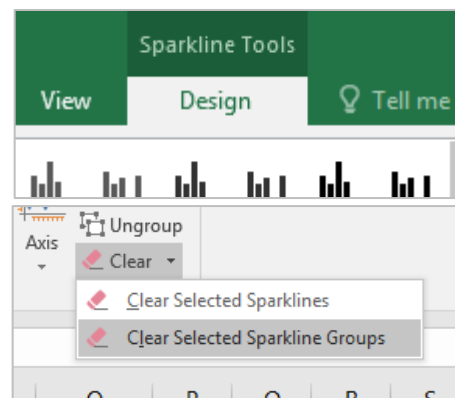 Sparkline Tools
View Design Tell me
Ungroup
Axis
Clear
Clear Selected Sparklines
Clear Selected Sparkline Groups